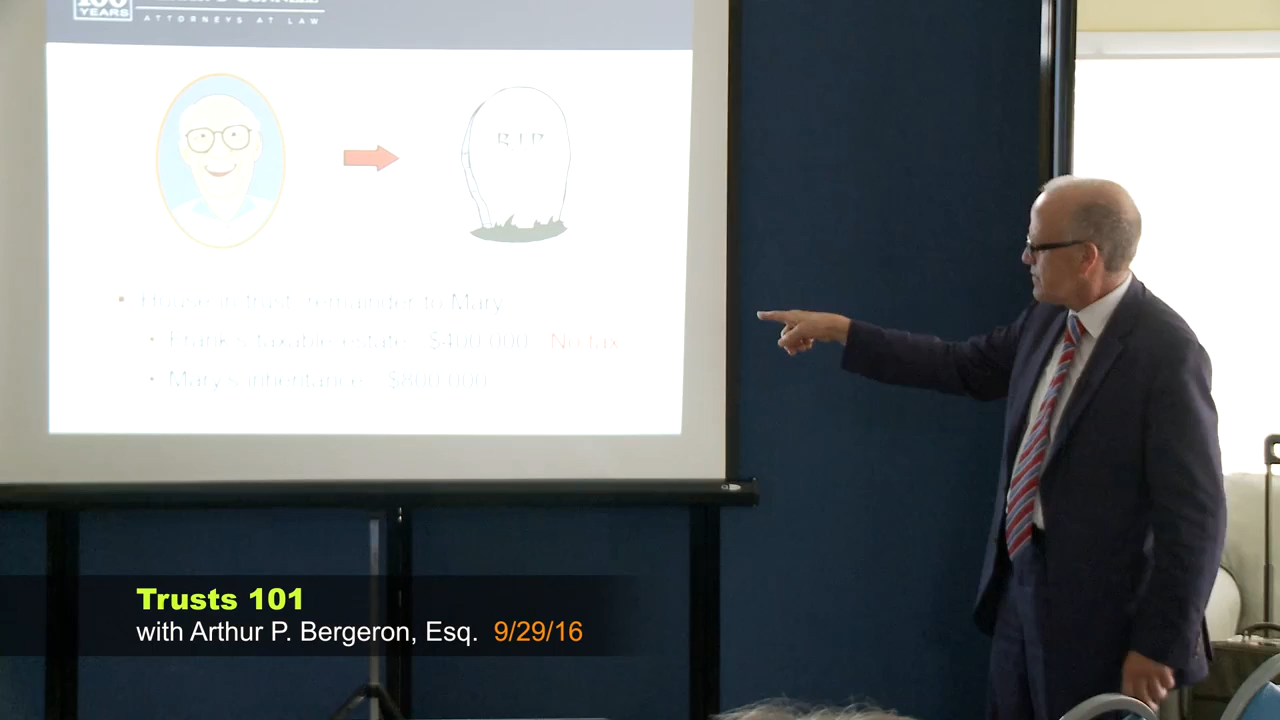 100
YEARS
ATTORNEYS AT LAW
R I P
House in trust, remainder to Mary
Frank's taxable estate: $400,000 No tax
Mary's inheritance: $800,000
Trusts 101
with Arthur P. Bergeron, Esq. 9/29/16